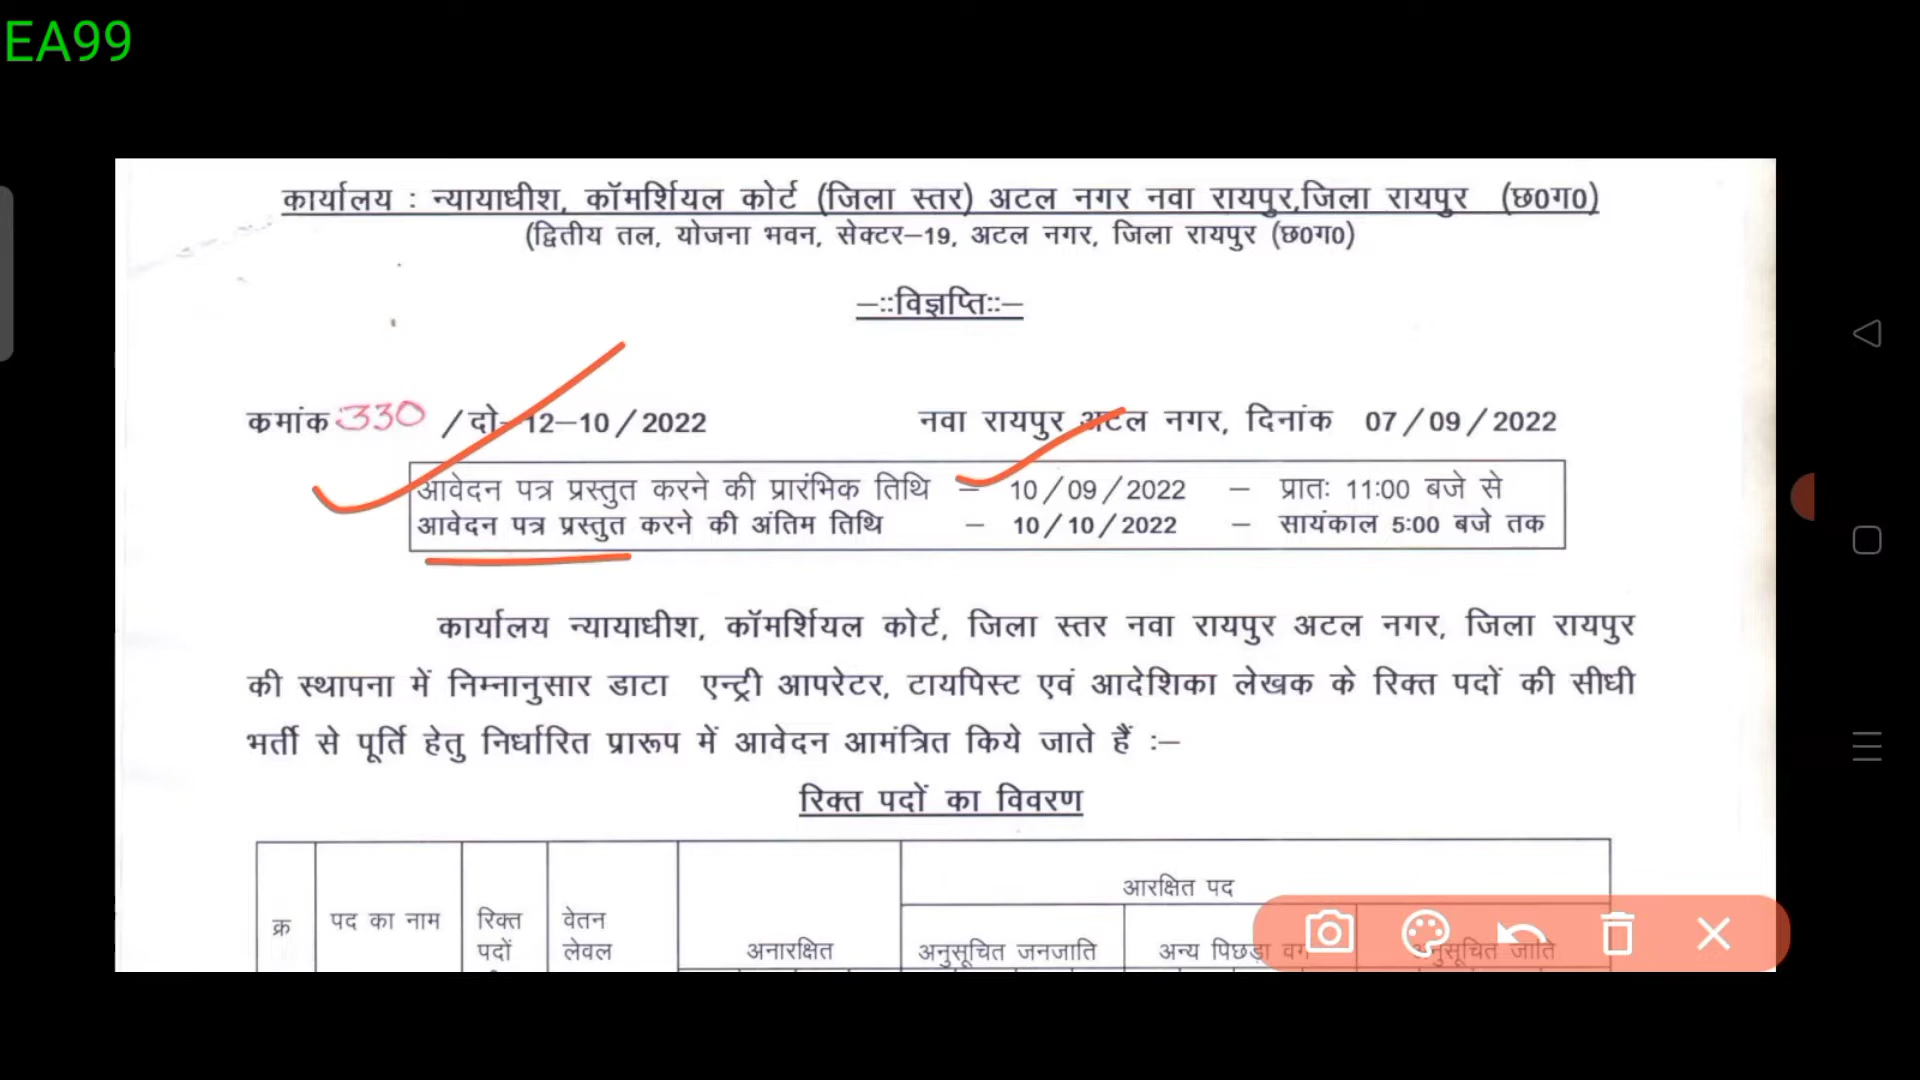 EA99
कार्यालय : न्यायाधीश, कॉमर्शियल कोर्ट (जिला स्तर) अटल नगर नवा रायपुर,जिला रायपुर (छ0ग0)
(द्वितीय तल, योजना भवन, सेक्टर–19, अटल नगर, जिला रायपुर (छ0ग0)
–::विज्ञप्ति::–
कमांक 330 /दो–12–10/2022 नवा रायपुर अटल नगर, दिनांक 07/09/2022
आवेदन पत्र प्रस्तुत करने की प्रारंभिक तिथि – 10/09/2022 – प्रातः 11:00 बजे से
आवेदन पत्र प्रस्तुत करने की अंतिम तिथि – 10/10/2022 – सायंकाल 5:00 बजे तक
कार्यालय न्यायाधीश, कॉमर्शियल कोर्ट, जिला स्तर नवा रायपुर अटल नगर, जिला रायपुर
की स्थापना में निम्नानुसार डाटा एन्ट्री आपरेटर, टायपिस्ट एवं आदेशिका लेखक के रिक्त पदों की सीधी
भर्ती से पूर्ति हेतु निर्धारित प्रारूप में आवेदन आमंत्रित किये जाते हैं :–
रिक्त पदों का विवरण
आरक्षित पद
क्र पद का नाम रिक्त वेतन
पदों लेवल अनारक्षित अनुसूचित जनजाति अन्य पिछड़ा वर्ग अनुसूचित जाति